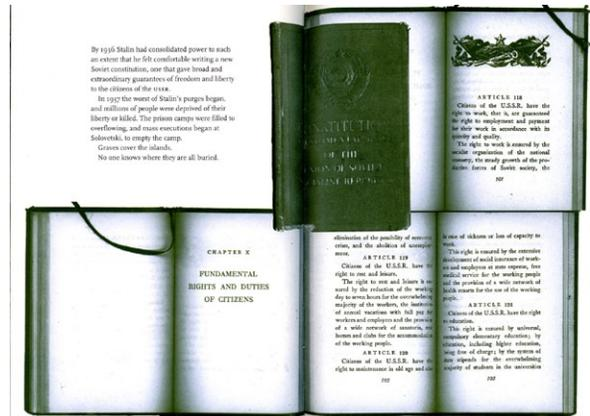 By 1936 Stalin had consolidated power to such
an extent that he felt comfortable writing a new
Soviet constitution, one that gave broad and
extraordinary guarantees of freedom and liberty
to the citizens of the USSR.
In 1937 the worst of Stalin's purges began,
and millions of people were deprived of their
liberty or killed. The prison camps were filled to
overflowing, and mass executions began at
Solovetski, to empty the camp.
Graves cover the islands.
No one knows where they are all buried.
OF THE
UNION OF SOVIET
ARTICLE 118
Citizens of the U.S.S.R. have the
right to work, that is, are guaranteed
the right to employment and payment
for their work in accordance with its
quantity and quality.
The right to work is ensured by the
socialist organization of the national
economy, the steady growth of the pro-
ductive forces of Soviet society, the
101
CHAPTER X
FUNDAMENTAL
RIGHTS AND DUTIES
OF CITIZENS
elimination of the possibility of
crises, and the abolition of
ment.
ARTICLE 119
Citizens of the U.S.S.R. have the
right to rest and leisure.
The right to rest and leisure is
sured by the reduction of the working
day to seven hours for the overwhelming
majority of the workers, the
of annual vacations with full pay
workers and employees and the provision
of a wide network of sanatoria,
homes and clubs for the accommodation
of the working people.
ARTICLE 120
Citizens of the U.S.S.R. have the
right to maintenance in old age and
102
in case of sickness or loss of capacity to
work.
This right is ensured by the extensive
development of social insurance of work-
ers and employees at state expense, free
medical service for the working people
and the provision of a wide network of
health resorts for the use of the working
people.
ARTICLE 121
Citizens of the U.S.S.R. have the right
to education.
This right is ensured by universal,
compulsory elementary education; by
education, including higher education,
being free of charge; by the system of
state stipends for the overwhelming
majority of students in the universities
103